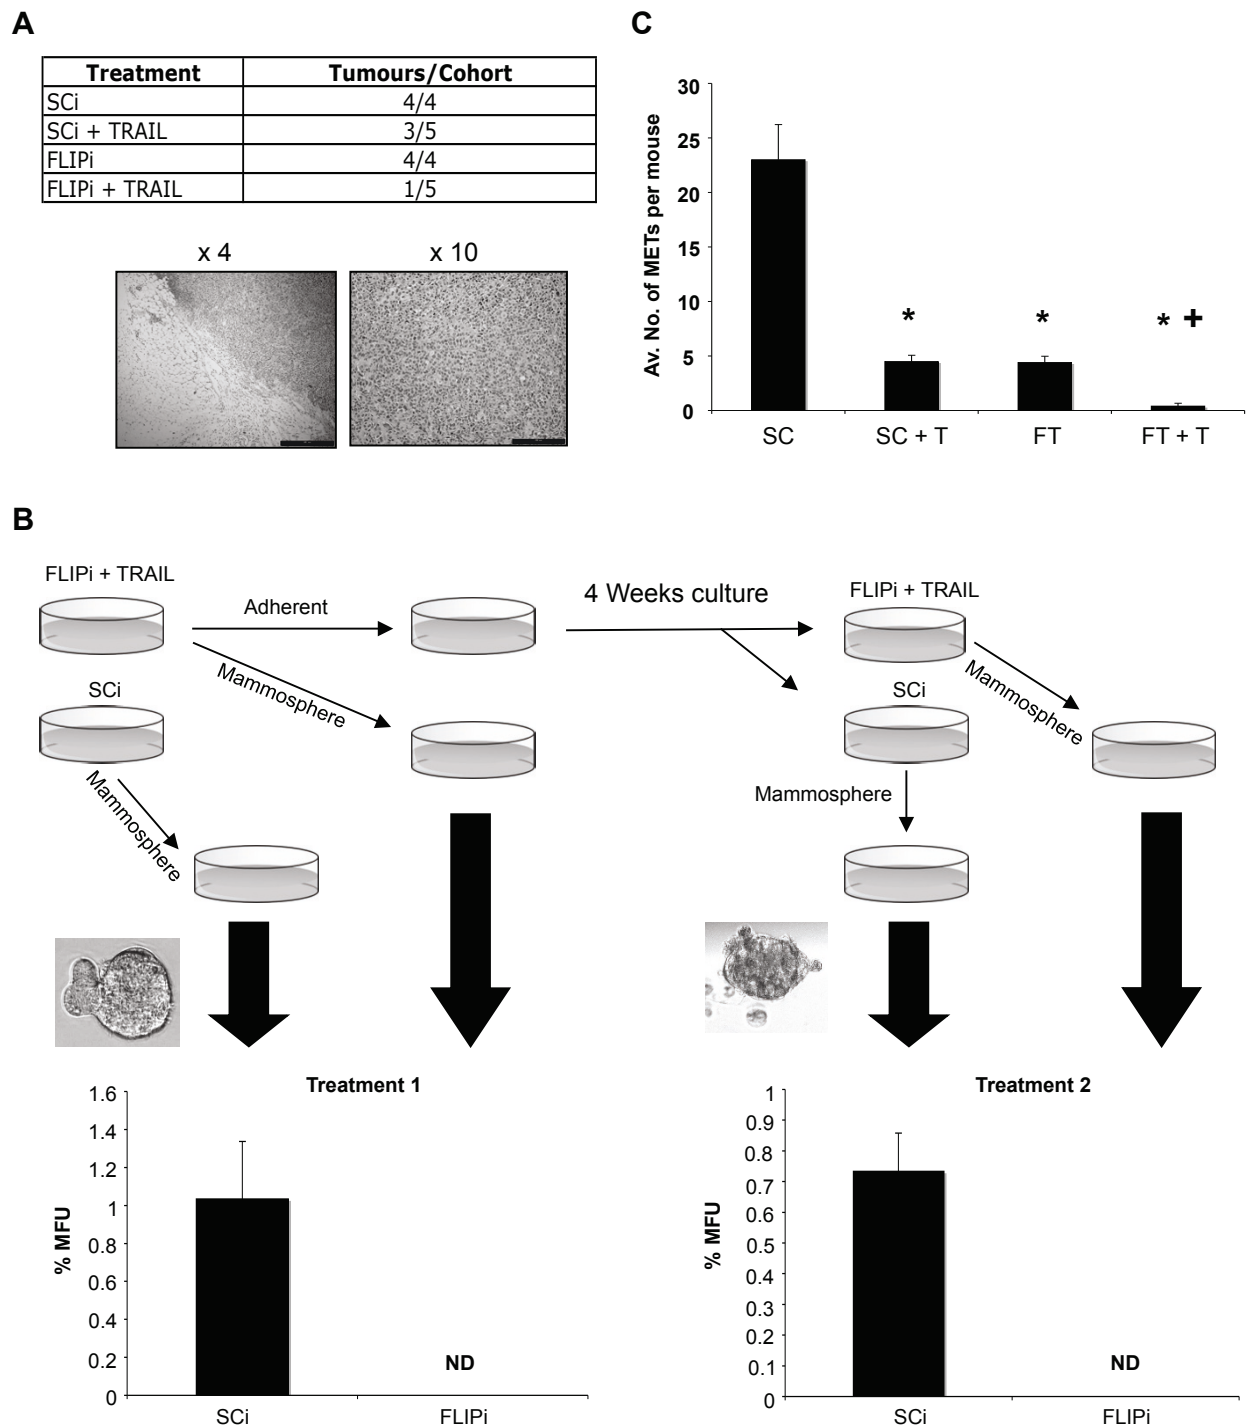 A
Treatment Tumours/Cohort
SCi 4/4
SCi + TRAIL 3/5
FLIPi 4/4
FLIPi + TRAIL 1/5
x 4 x 10
C
Av. No. of METs per mouse
30
25
20
15
10
5
0
* * * +
SC SC + T FT FT + T
B
FLIPi + TRAIL
Adherent
Mammosphere
SCi
Mammosphere
4 Weeks culture
FLIPi + TRAIL
Mammosphere
SCi
Mammosphere
Treatment 1
% MFU
1.6
1.4
1.2
1
0.8
0.6
0.4
0.2
0
ND
SCi FLIPi
Treatment 2
% MFU
1
0.9
0.8
0.7
0.6
0.5
0.4
0.3
0.2
0.1
0
ND
SCi FLIPi